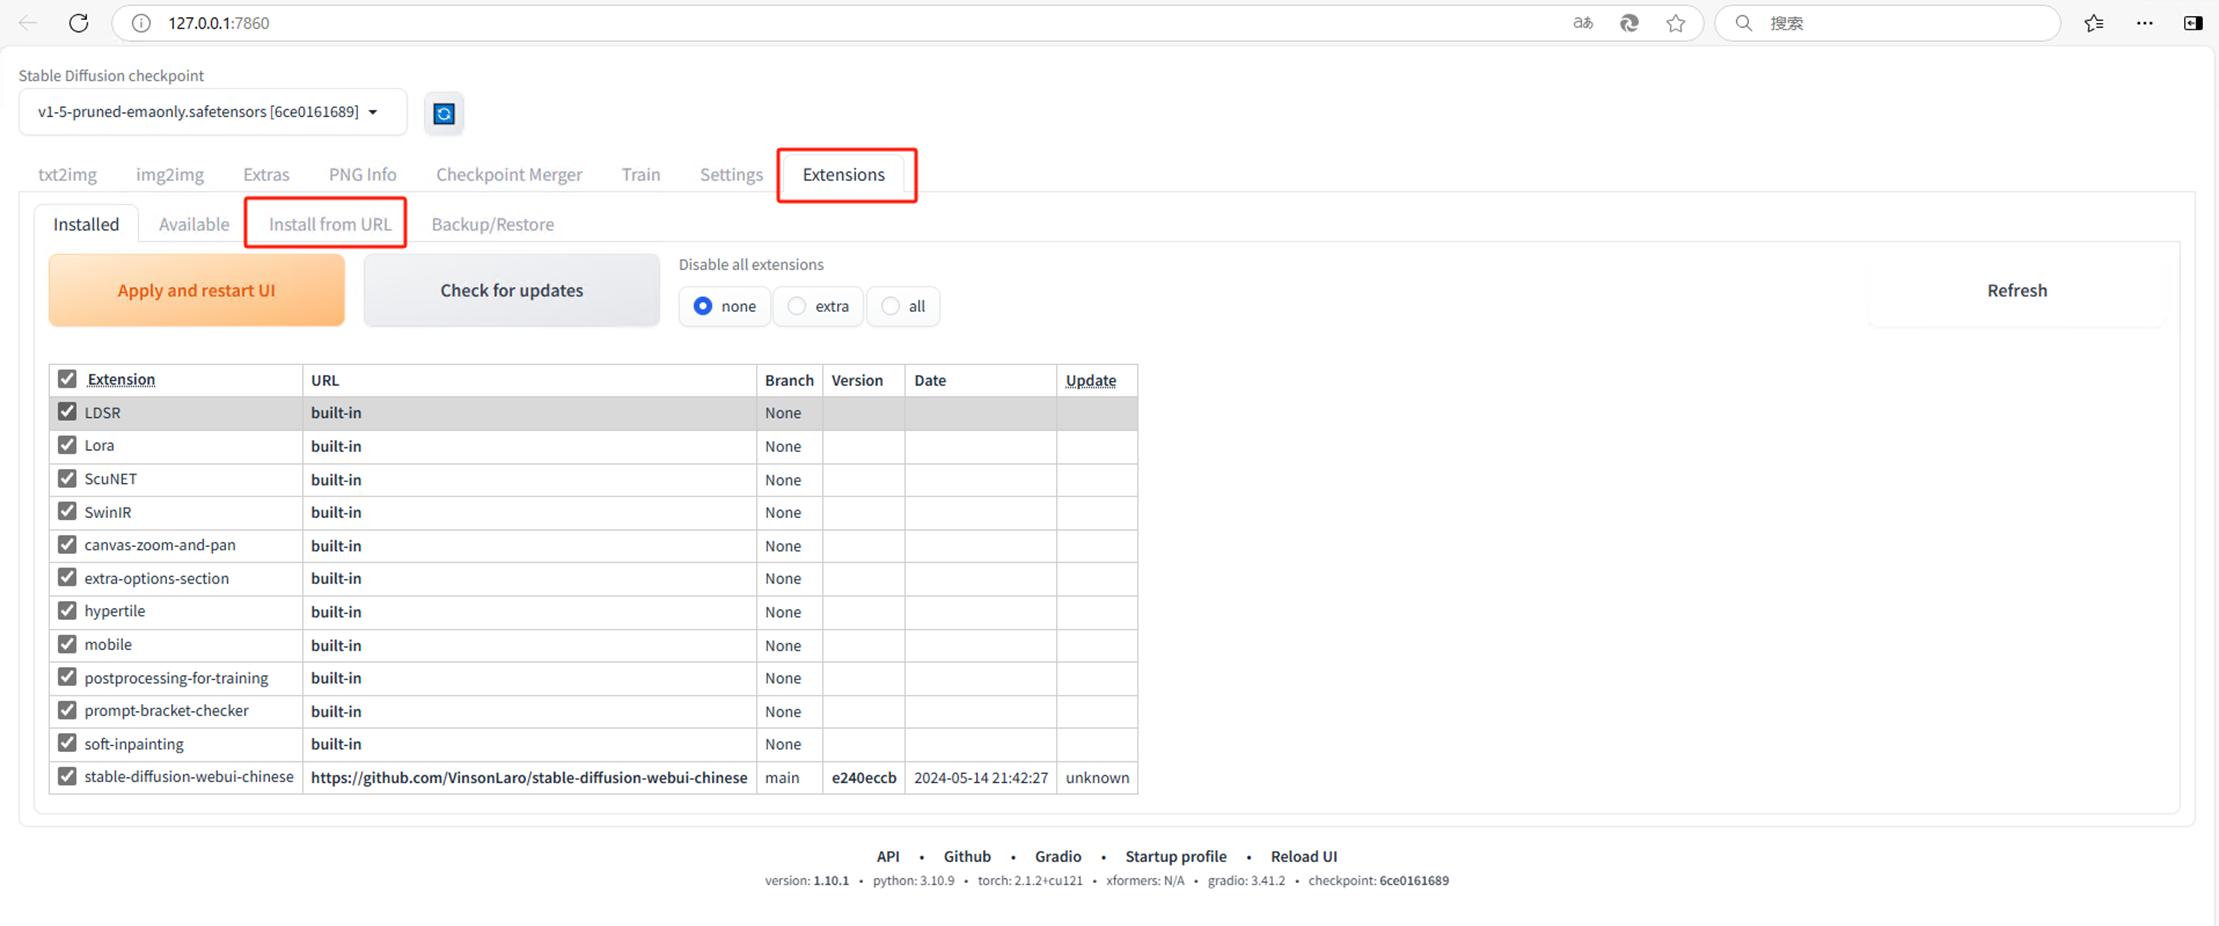 127.0.0.1:7860
aあ
搜索
Stable Diffusion checkpoint
v1-5-pruned-emaonly.safetensors [6ce0161689]
txt2img img2img Extras PNG Info Checkpoint Merger Train Settings Extensions
Installed Available Install from URL Backup/Restore
Apply and restart UI Check for updates
Disable all extensions
none extra all
Refresh
Extension URL Branch Version Date Update
LDSR built-in None
Lora built-in None
ScuNET built-in None
SwinIR built-in None
canvas-zoom-and-pan built-in None
extra-options-section built-in None
hypertile built-in None
mobile built-in None
postprocessing-for-training built-in None
prompt-bracket-checker built-in None
soft-inpainting built-in None
stable-diffusion-webui-chinese https://github.com/VinsonLaro/stable-diffusion-webui-chinese main e240eccb 2024-05-14 21:42:27 unknown
API • Github • Gradio • Startup profile • Reload UI
version: 1.10.1 • python: 3.10.9 • torch: 2.1.2+cu121 • xformers: N/A • gradio: 3.41.2 • checkpoint: 6ce0161689